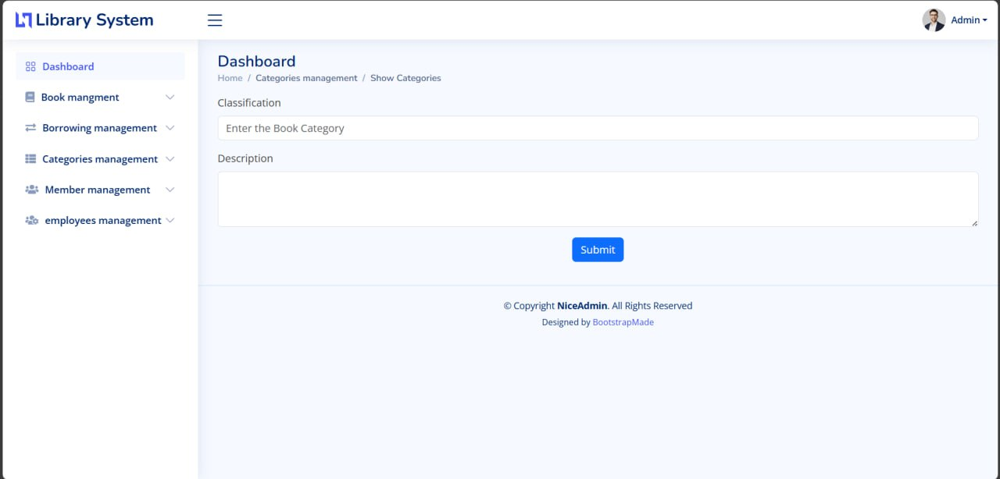 Library System
Admin
Dashboard
Book mangment
Borrowing management
Categories management
Member management
employees management
Dashboard
Home / Categories management / Show Categories
Classification
Enter the Book Category
Description
Submit
© Copyright NiceAdmin. All Rights Reserved
Designed by BootstrapMade